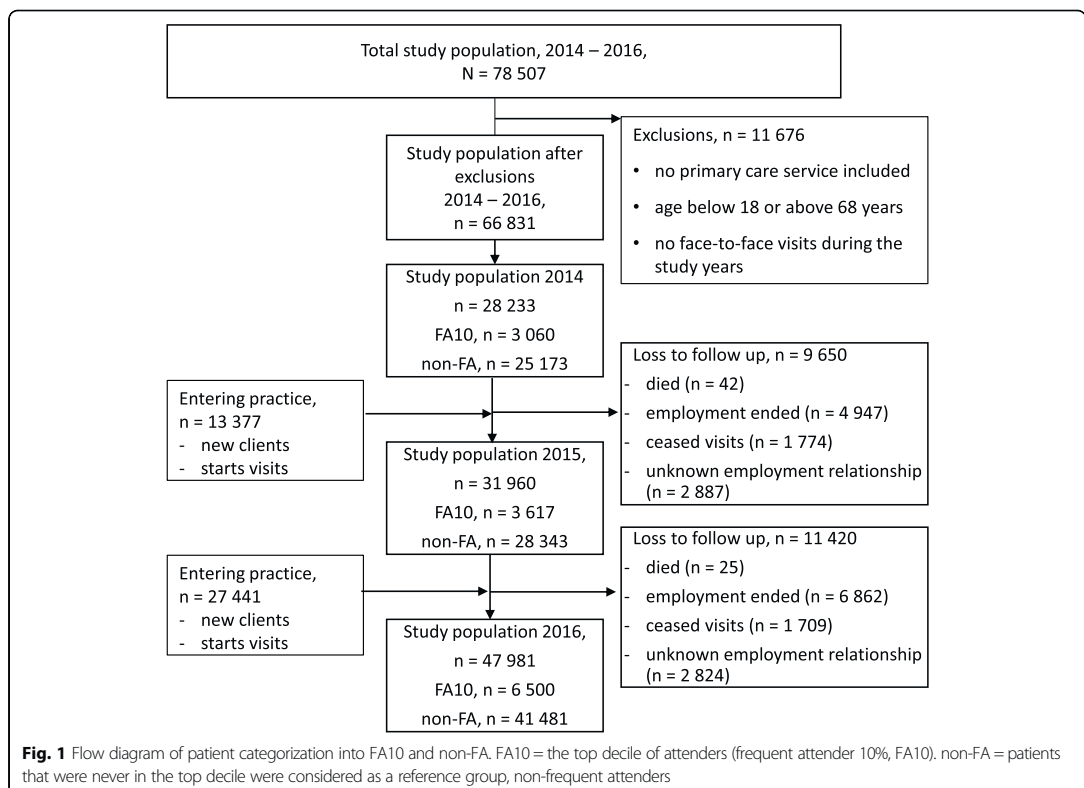 Total study population, 2014 – 2016,
N = 78 507
Exclusions, n = 11 676
• no primary care service included
• age below 18 or above 68 years
• no face-to-face visits during the
study years
Study population after
exclusions
2014 – 2016,
n = 66 831
Study population 2014
n = 28 233
FA10, n = 3 060
non-FA, n = 25 173
Loss to follow up, n = 9 650
- died (n = 42)
- employment ended (n = 4 947)
- ceased visits (n = 1 774)
- unknown employment relationship
(n = 2 887)
Entering practice,
n = 13 377
- new clients
- starts visits
Study population 2015,
n = 31 960
FA10, n = 3 617
non-FA, n = 28 343
Loss to follow up, n = 11 420
- died (n = 25)
- employment ended (n = 6 862)
- ceased visits (n = 1 709)
- unknown employment relationship
(n = 2 824)
Entering practice,
n = 27 441
- new clients
- starts visits
Study population 2016,
n = 47 981
FA10, n = 6 500
non-FA, n = 41 481
Fig. 1 Flow diagram of patient categorization into FA10 and non-FA. FA10 = the top decile of attenders (frequent attender 10%, FA10). non-FA = patients
that were never in the top decile were considered as a reference group, non-frequent attenders